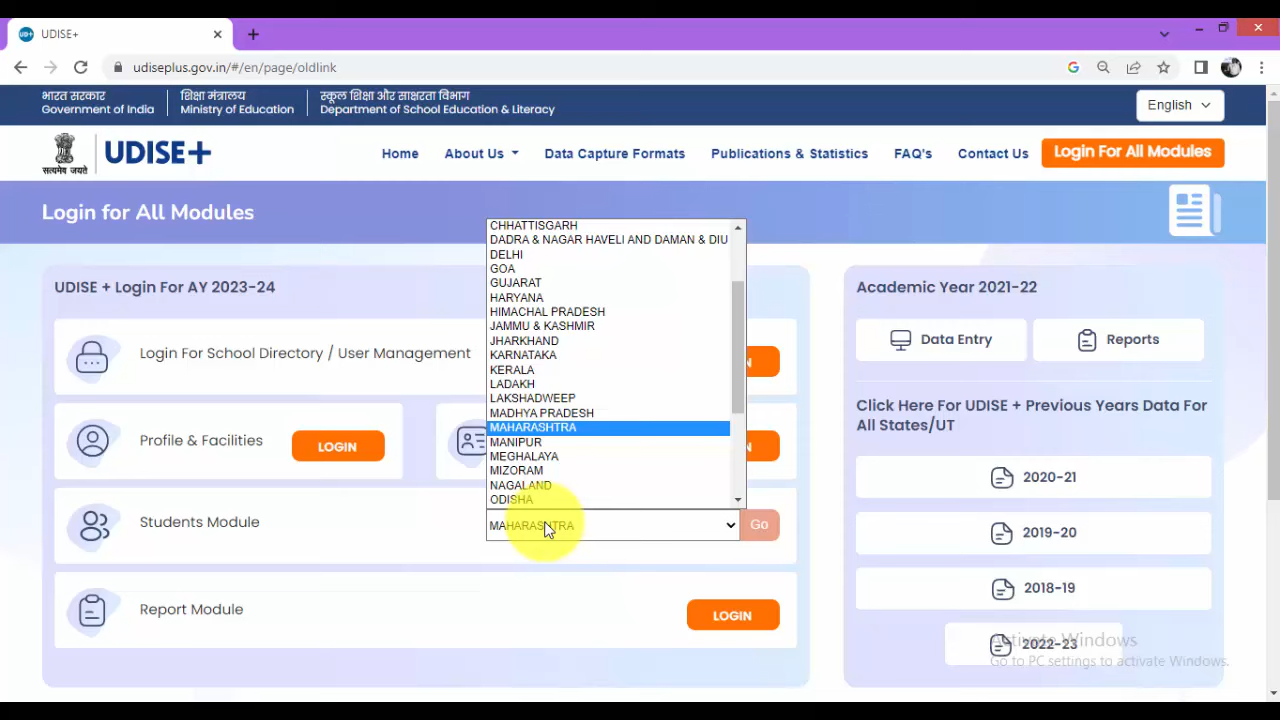 UDISE+
udiseplus.gov.in/#/en/page/oldlink
भारत सरकार
Government of India
शिक्षा मंत्रालय
Ministry of Education
स्कूल शिक्षा और साक्षरता विभाग
Department of School Education & Literacy
English
सत्यमेव जयते
UDISE+
Home
About Us
Data Capture Formats
Publications & Statistics
FAQ's
Contact Us
Login For All Modules
Login for All Modules
UDISE + Login For AY 2023-24
Login For School Directory / User Management
Profile & Facilities
LOGIN
Students Module
Report Module
LOGIN
CHHATTISGARH
DADRA & NAGAR HAVELI AND DAMAN & DIU
DELHI
GOA
GUJARAT
HARYANA
HIMACHAL PRADESH
JAMMU & KASHMIR
JHARKHAND
KARNATAKA
KERALA
LADAKH
LAKSHADWEEP
MADHYA PRADESH
MAHARASHTRA
MANIPUR
MEGHALAYA
MIZORAM
NAGALAND
ODISHA
MAHARASHTRA
Go
Academic Year 2021-22
Data Entry
Reports
Click Here For UDISE + Previous Years Data For
All States/UT
2020-21
2019-20
2018-19
2022-23
Activate Windows
Go to PC settings to activate Windows.